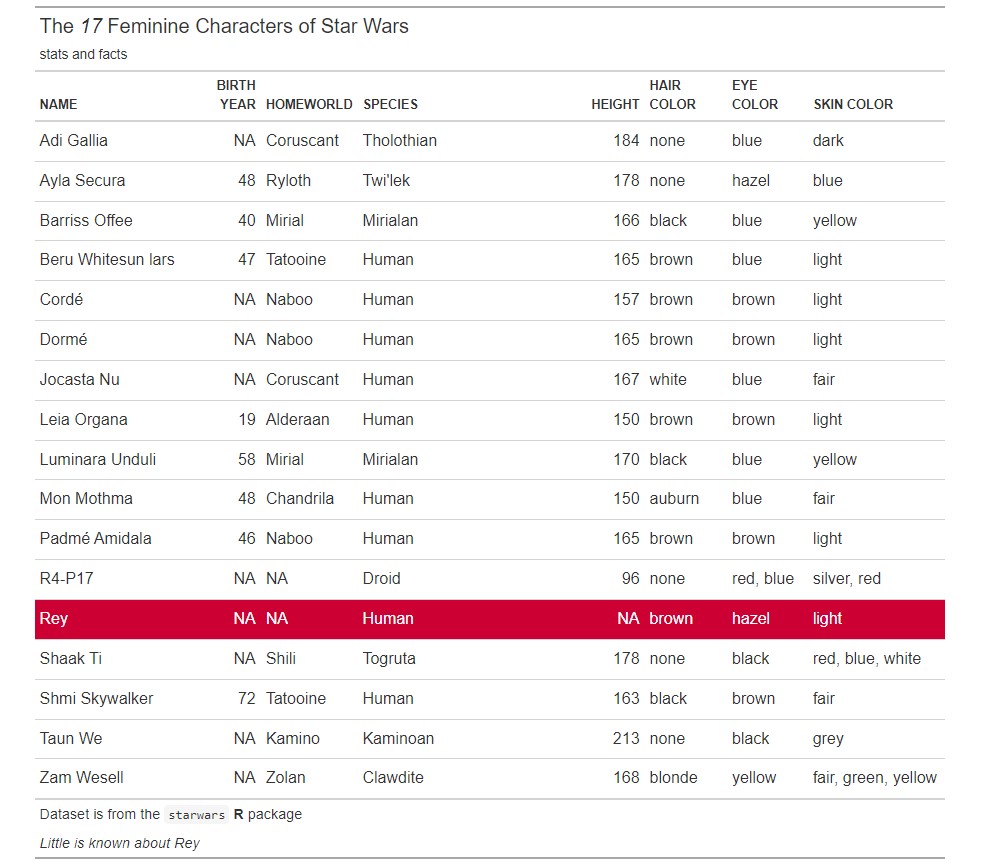 The 17 Feminine Characters of Star Wars
stats and facts
NAME BIRTH YEAR HOMEWORLD SPECIES HEIGHT HAIR COLOR EYE COLOR SKIN COLOR
Adi Gallia NA Coruscant Tholothian 184 none blue dark
Ayla Secura 48 Ryloth Twi'lek 178 none hazel blue
Barriss Offee 40 Mirial Mirialan 166 black blue yellow
Beru Whitesun lars 47 Tatooine Human 165 brown blue light
Cordé NA Naboo Human 157 brown brown light
Dormé NA Naboo Human 165 brown brown light
Jocasta Nu NA Coruscant Human 167 white blue fair
Leia Organa 19 Alderaan Human 150 brown brown light
Luminara Unduli 58 Mirial Mirialan 170 black blue yellow
Mon Mothma 48 Chandrila Human 150 auburn blue fair
Padmé Amidala 46 Naboo Human 165 brown brown light
R4-P17 NA NA Droid 96 none red, blue silver, red
Rey NA NA Human NA brown hazel light
Shaak Ti NA Shili Togruta 178 none black red, blue, white
Shmi Skywalker 72 Tatooine Human 163 black brown fair
Taun We NA Kamino Kaminoan 213 none black grey
Zam Wesell NA Zolan Clawdite 168 blonde yellow fair, green, yellow
Dataset is from the starwars R package
Little is known about Rey